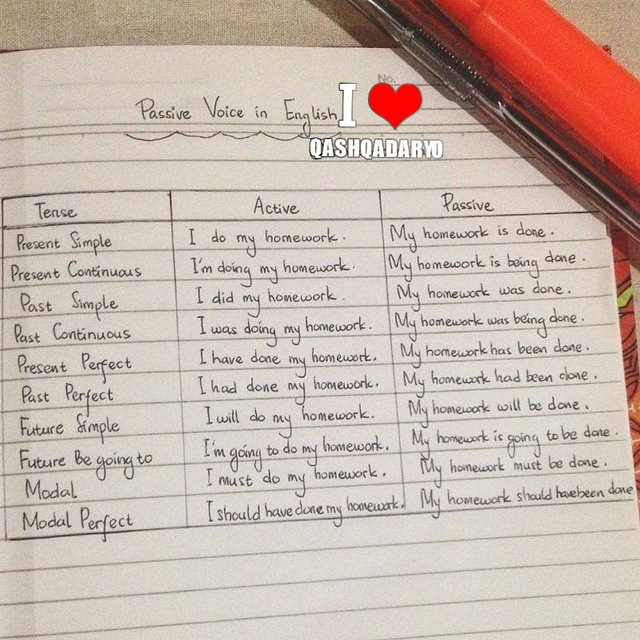 No.
Passive Voice in English
I ❤
QASHQADARYO
Tense Active Passive
Present Simple I do my homework. My homework is done.
Present Continuous I'm doing my homework. My homework is being done.
Past Simple I did my homework. My homework was done.
Past Continuous I was doing my homework. My homework was being done.
Present Perfect I have done my homework. My homework has been done.
Past Perfect I had done my homework. My homework had been done.
Future Simple I will do my homework. My homework will be done.
Future Be going to I'm going to do my homework. My homework is going to be done.
Modal I must do my homework. My homework must be done.
Modal Perfect I should have done my homework. My homework should have been done